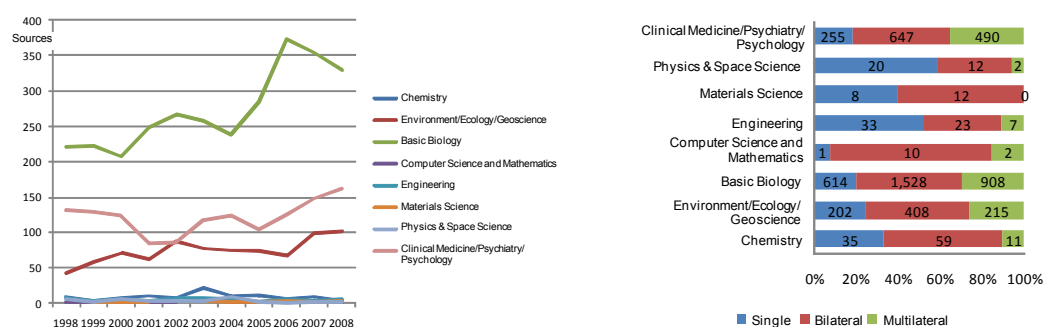 400
Sources
350
300
250
200
150
100
50
0
1998 1999 2000 2001 2002 2003 2004 2005 2006 2007 2008
Chemistry
Environment/Ecology/Geoscience
Basic Biology
Computer Science and Mathematics
Engineering
Materials Science
Physics & Space Science
Clinical Medicine/Psychiatry/
Psychology
Clinical Medicine/Psychiatry/
Psychology
255 647 490
Physics & Space Science 20 12 2
Materials Science 8 12 0
Engineering 33 23 7
Computer Science and
Mathematics
1 10 2
Basic Biology 614 1,528 908
Environment/Ecology/
Geoscience
202 408 215
Chemistry 35 59 11
0% 20% 40% 60% 80% 100%
Single Bilateral Multilateral